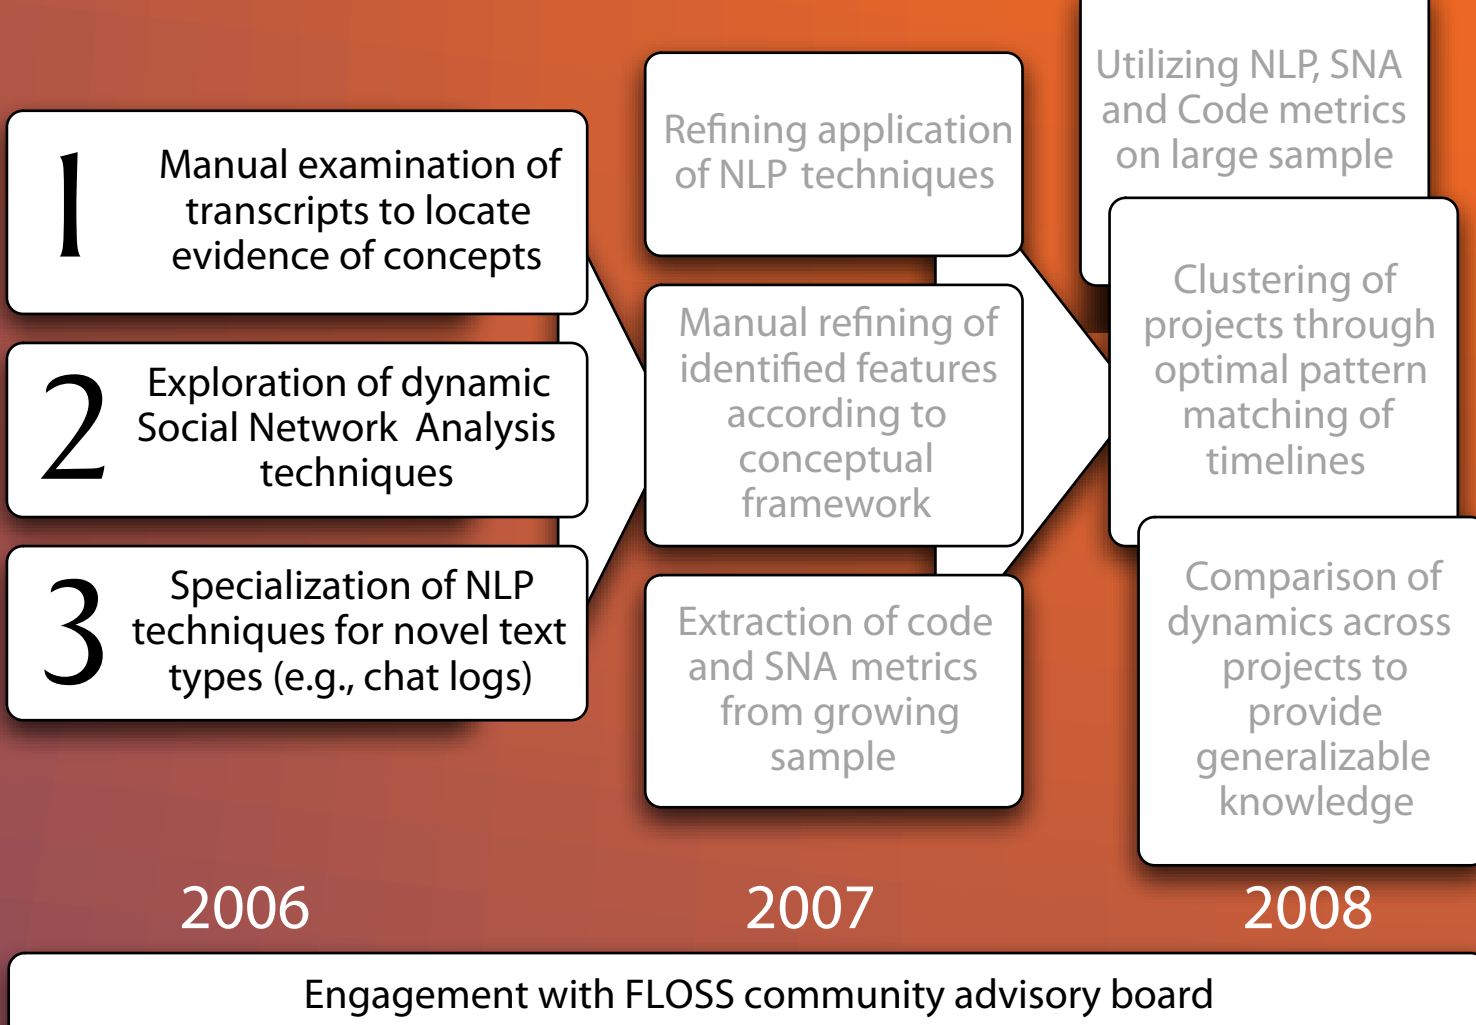 1
Manual examination of
transcripts to locate
evidence of concepts
2
Exploration of dynamic
Social Network Analysis
techniques
3
Specialization of NLP
techniques for novel text
types (e.g., chat logs)
Refining application
of NLP techniques
Manual refining of
identified features
according to
conceptual
framework
Extraction of code
and SNA metrics
from growing
sample
Utilizing NLP, SNA
and Code metrics
on large sample
Clustering of
projects through
optimal pattern
matching of
timelines
Comparison of
dynamics across
projects to
provide
generalizable
knowledge
2006
2007
2008
Engagement with FLOSS community advisory board